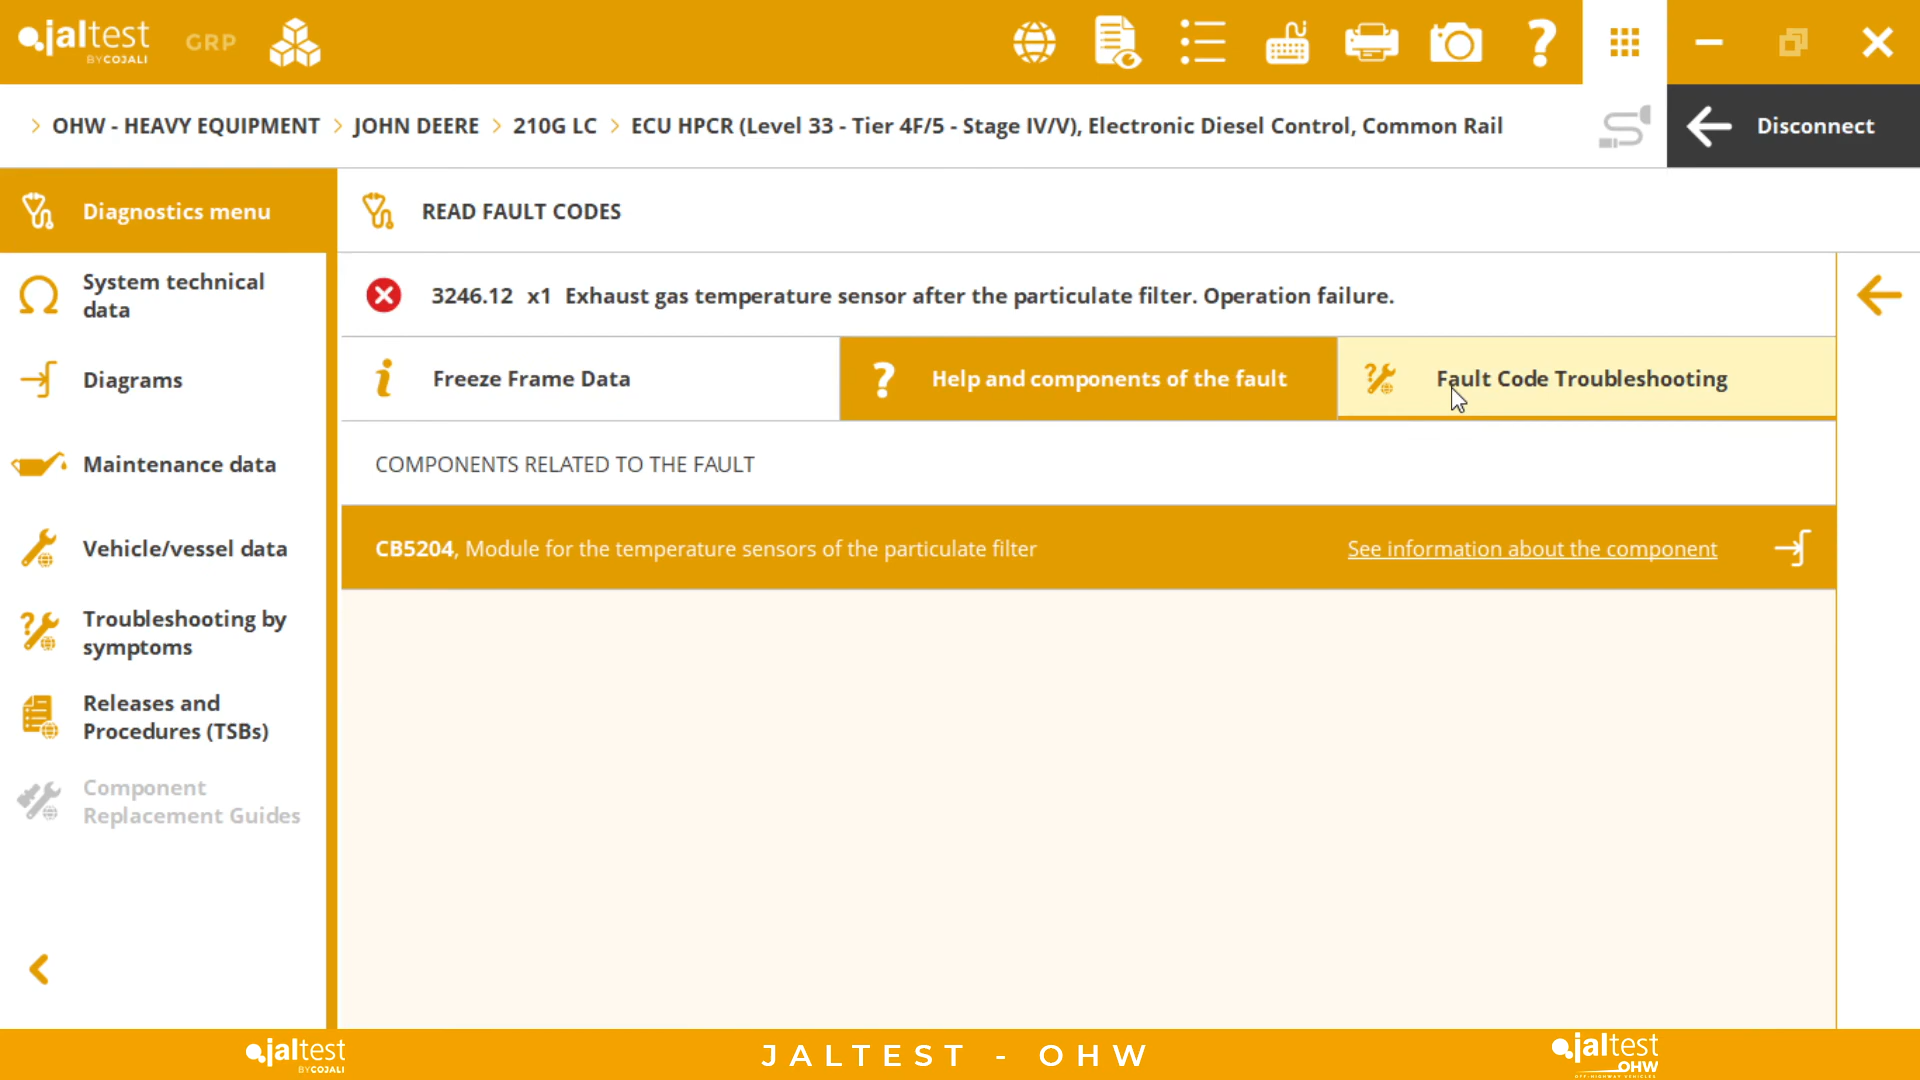 jaltest
BY COJALI
GRP
OHW - HEAVY EQUIPMENT
JOHN DEERE
210G LC
ECU HPCR (Level 33 - Tier 4F/5 - Stage IV/V), Electronic Diesel Control, Common Rail
Disconnect
Diagnostics menu
READ FAULT CODES
System technical
data
Diagrams
Maintenance data
Vehicle/vessel data
Troubleshooting by
symptoms
Releases and
Procedures (TSBs)
Component
Replacement Guides
3246.12 x1 Exhaust gas temperature sensor after the particulate filter. Operation failure.
Freeze Frame Data
Help and components of the fault
Fault Code Troubleshooting
COMPONENTS RELATED TO THE FAULT
CB5204, Module for the temperature sensors of the particulate filter
See information about the component
jaltest
BY COJALI
JALTEST - OHW
jaltest
OHW
OFF-HIGHWAY VEHICLES